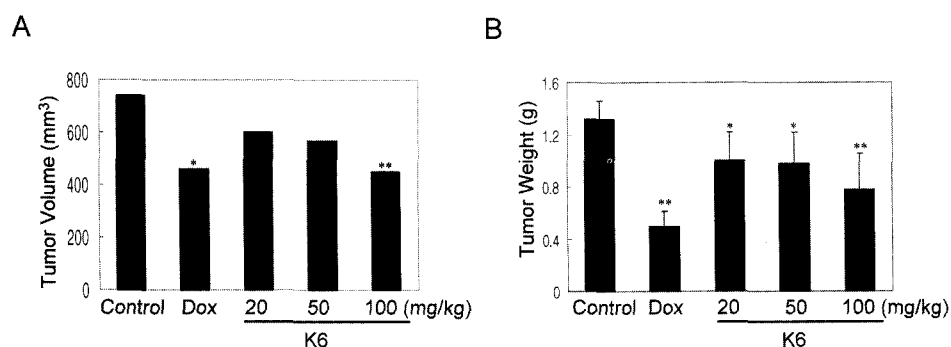 A
Tumor Volume (mm³)
800
600
400
200
0
*
**
Control Dox 20 50 100 (mg/kg)
K6
B
Tumor Weight (g)
1.6
1.2
0.8
0.4
0
**
*
*
**
Control Dox 20 50 100 (mg/kg)
K6